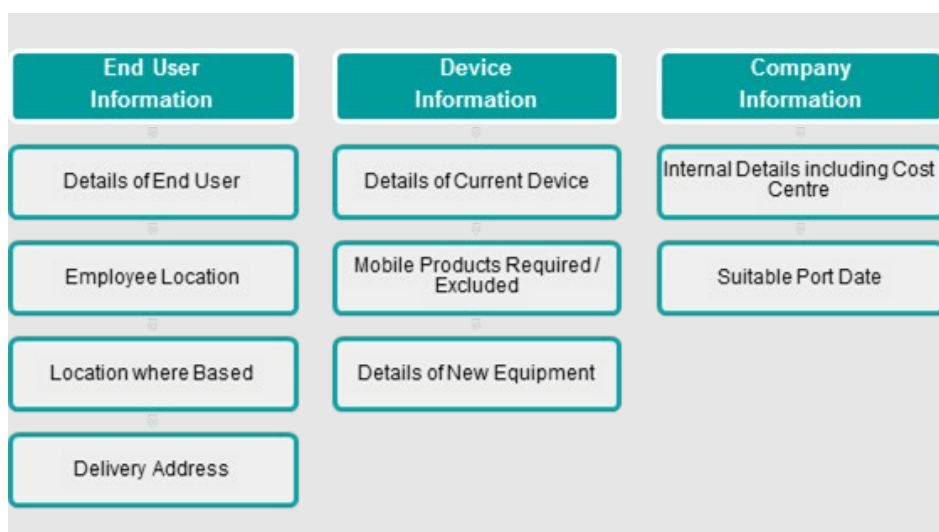 End User
Information
Details of End User
Employee Location
Location where Based
Delivery Address
Device
Information
Details of Current Device
Mobile Products Required /
Excluded
Details of New Equipment
Company
Information
Internal Details including Cost
Centre
Suitable Port Date